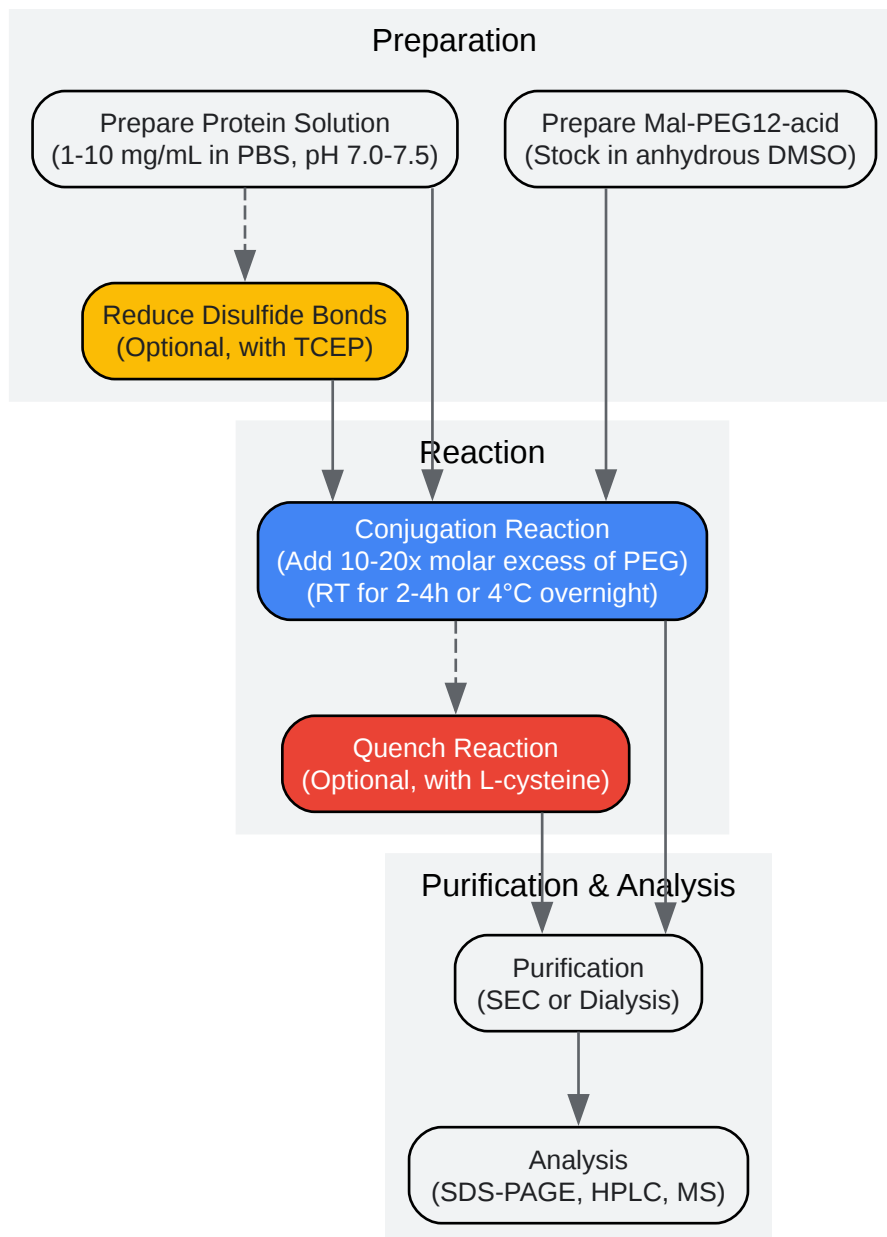 Preparation
Prepare Protein Solution
(1-10 mg/mL in PBS, pH 7.0-7.5)
Prepare Mal-PEG12-acid
(Stock in anhydrous DMSO)
Reduce Disulfide Bonds
(Optional, with TCEP)
Reaction
Conjugation Reaction
(Add 10-20x molar excess of PEG)
(RT for 2-4h or 4°C overnight)
Quench Reaction
(Optional, with L-cysteine)
Purification & Analysis
Purification
(SEC or Dialysis)
Analysis
(SDS-PAGE, HPLC, MS)